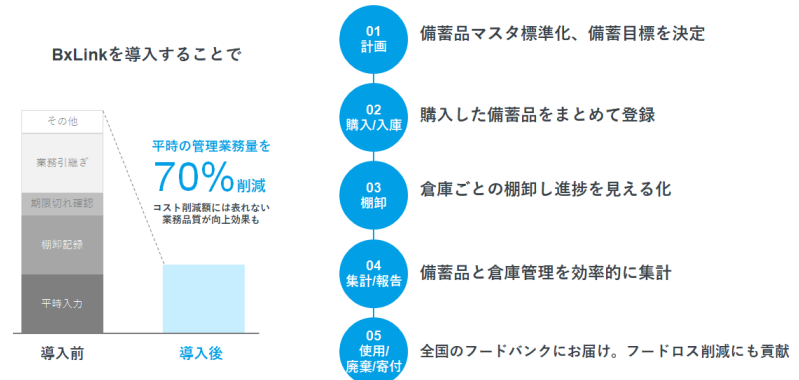 BxLinkを導入することで
その他
業務引継ぎ
期限切れ確認
棚卸記録
平時入力
平時の管理業務量を
70%削減
コスト削減額には表れない
業務品質が向上効果も
導入前
導入後
01
計画
備蓄品マスタ標準化、備蓄目標を決定
02
購入/入庫
購入した備蓄品をまとめて登録
03
棚卸
倉庫ごとの棚卸し進捗を見える化
04
集計/報告
備蓄品と倉庫管理を効率的に集計
05
使用/
廃棄/寄付
全国のフードバンクにお届け。フードロス削減にも貢献